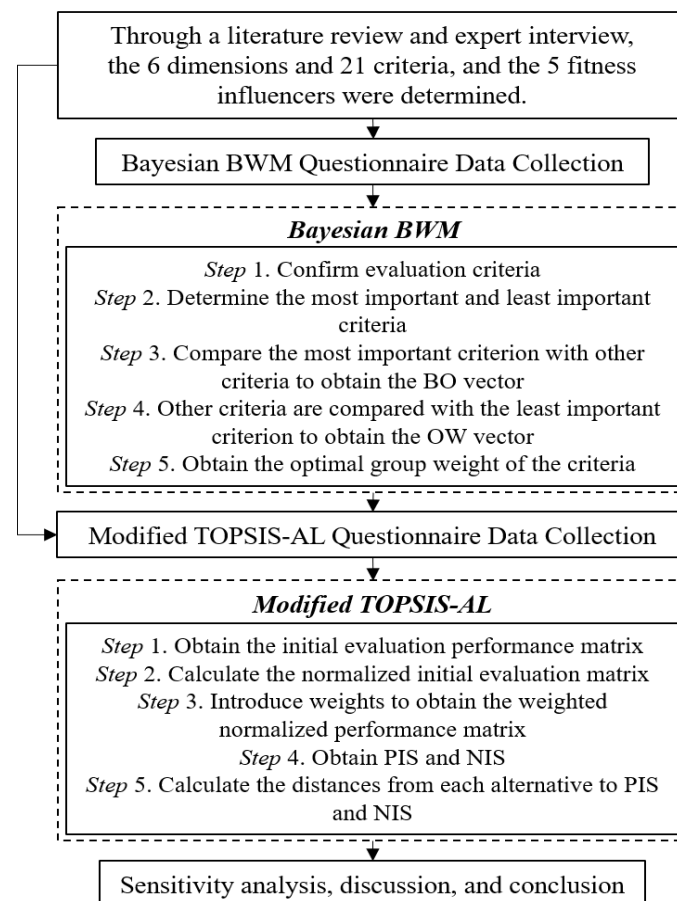 Through a literature review and expert interview,
the 6 dimensions and 21 criteria, and the 5 fitness
influencers were determined.
Bayesian BWM Questionnaire Data Collection
Bayesian BWM
Step 1. Confirm evaluation criteria
Step 2. Determine the most important and least important
criteria
Step 3. Compare the most important criterion with other
criteria to obtain the BO vector
Step 4. Other criteria are compared with the least important
criterion to obtain the OW vector
Step 5. Obtain the optimal group weight of the criteria
Modified TOPSIS-AL Questionnaire Data Collection
Modified TOPSIS-AL
Step 1. Obtain the initial evaluation performance matrix
Step 2. Calculate the normalized initial evaluation matrix
Step 3. Introduce weights to obtain the weighted
normalized performance matrix
Step 4. Obtain PIS and NIS
Step 5. Calculate the distances from each alternative to PIS
and NIS
Sensitivity analysis, discussion, and conclusion